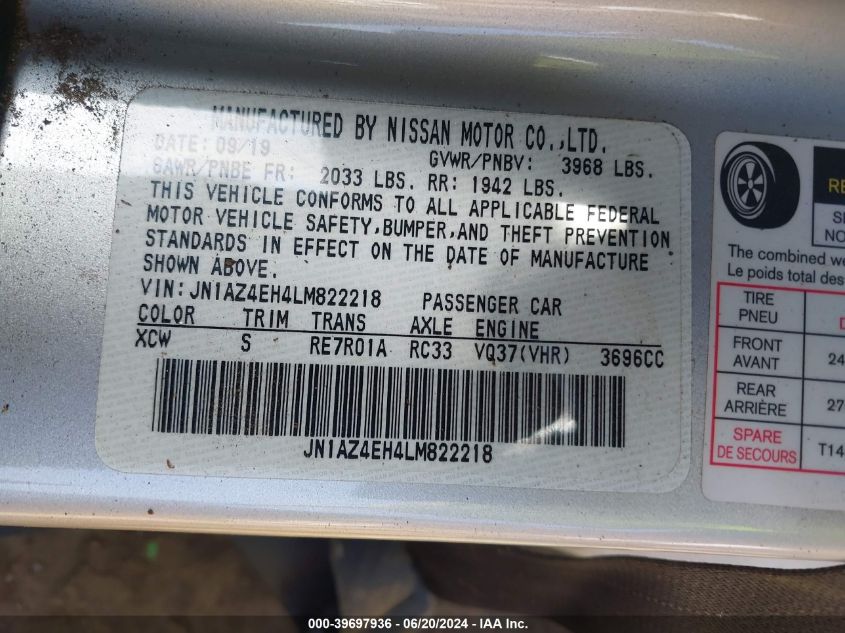 MANUFACTURED BY NISSAN MOTOR CO.,LTD.
DATE: 09/19 GVWR/PNBV: 3968 LBS.
GAWR/PNBE FR: 2033 LBS. RR: 1942 LBS.
THIS VEHICLE CONFORMS TO ALL APPLICABLE FEDERAL
MOTOR VEHICLE SAFETY,BUMPER,AND THEFT PREVENTION
STANDARDS IN EFFECT ON THE DATE OF MANUFACTURE
SHOWN ABOVE.
VIN:JN1AZ4EH4LM822218 PASSENGER CAR
COLOR TRIM TRANS AXLE ENGINE
XCW S RE7R01A RC33 VQ37(VHR) 3696CC
JN1AZ4EH4LM822218
The combined
Le poids total
TIRE
PNEU
FRONT
AVANT
24
REAR
ARRIÈRE
27
SPARE
DE SECOURS
T14
000-39697936 - 06/20/2024 - IAA Inc.